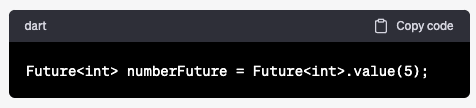 dart
Copy code
Future<int> numberFuture = Future<int>.value(5);